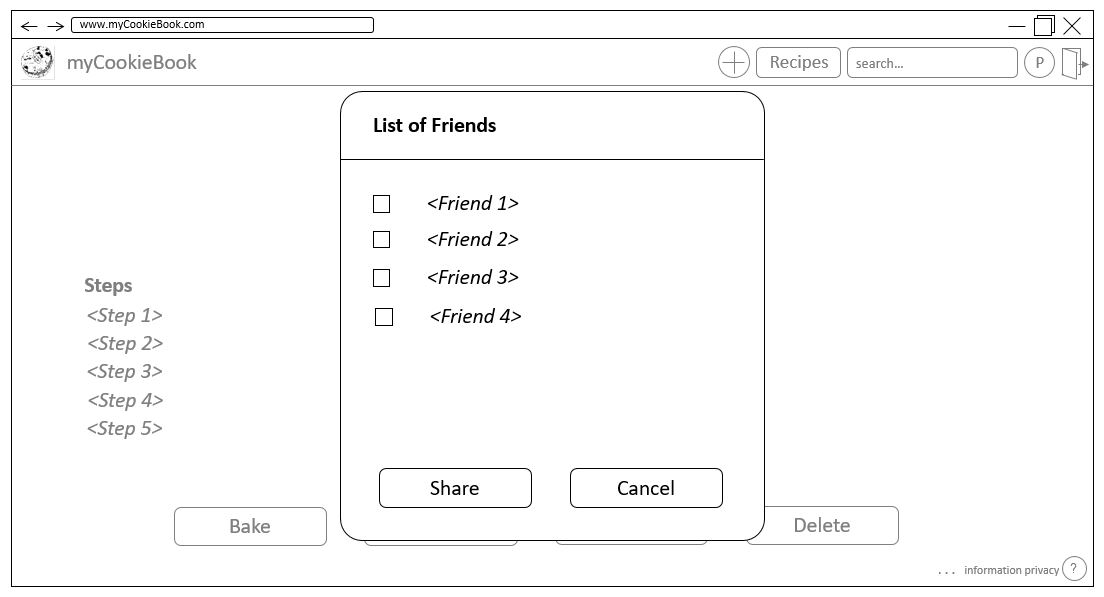 www.myCookieBook.com
myCookieBook
Recipes
search...
P
List of Friends
<Friend 1>
<Friend 2>
<Friend 3>
<Friend 4>
Steps
<Step 1>
<Step 2>
<Step 3>
<Step 4>
<Step 5>
Share
Cancel
Bake
Delete
... information privacy ?